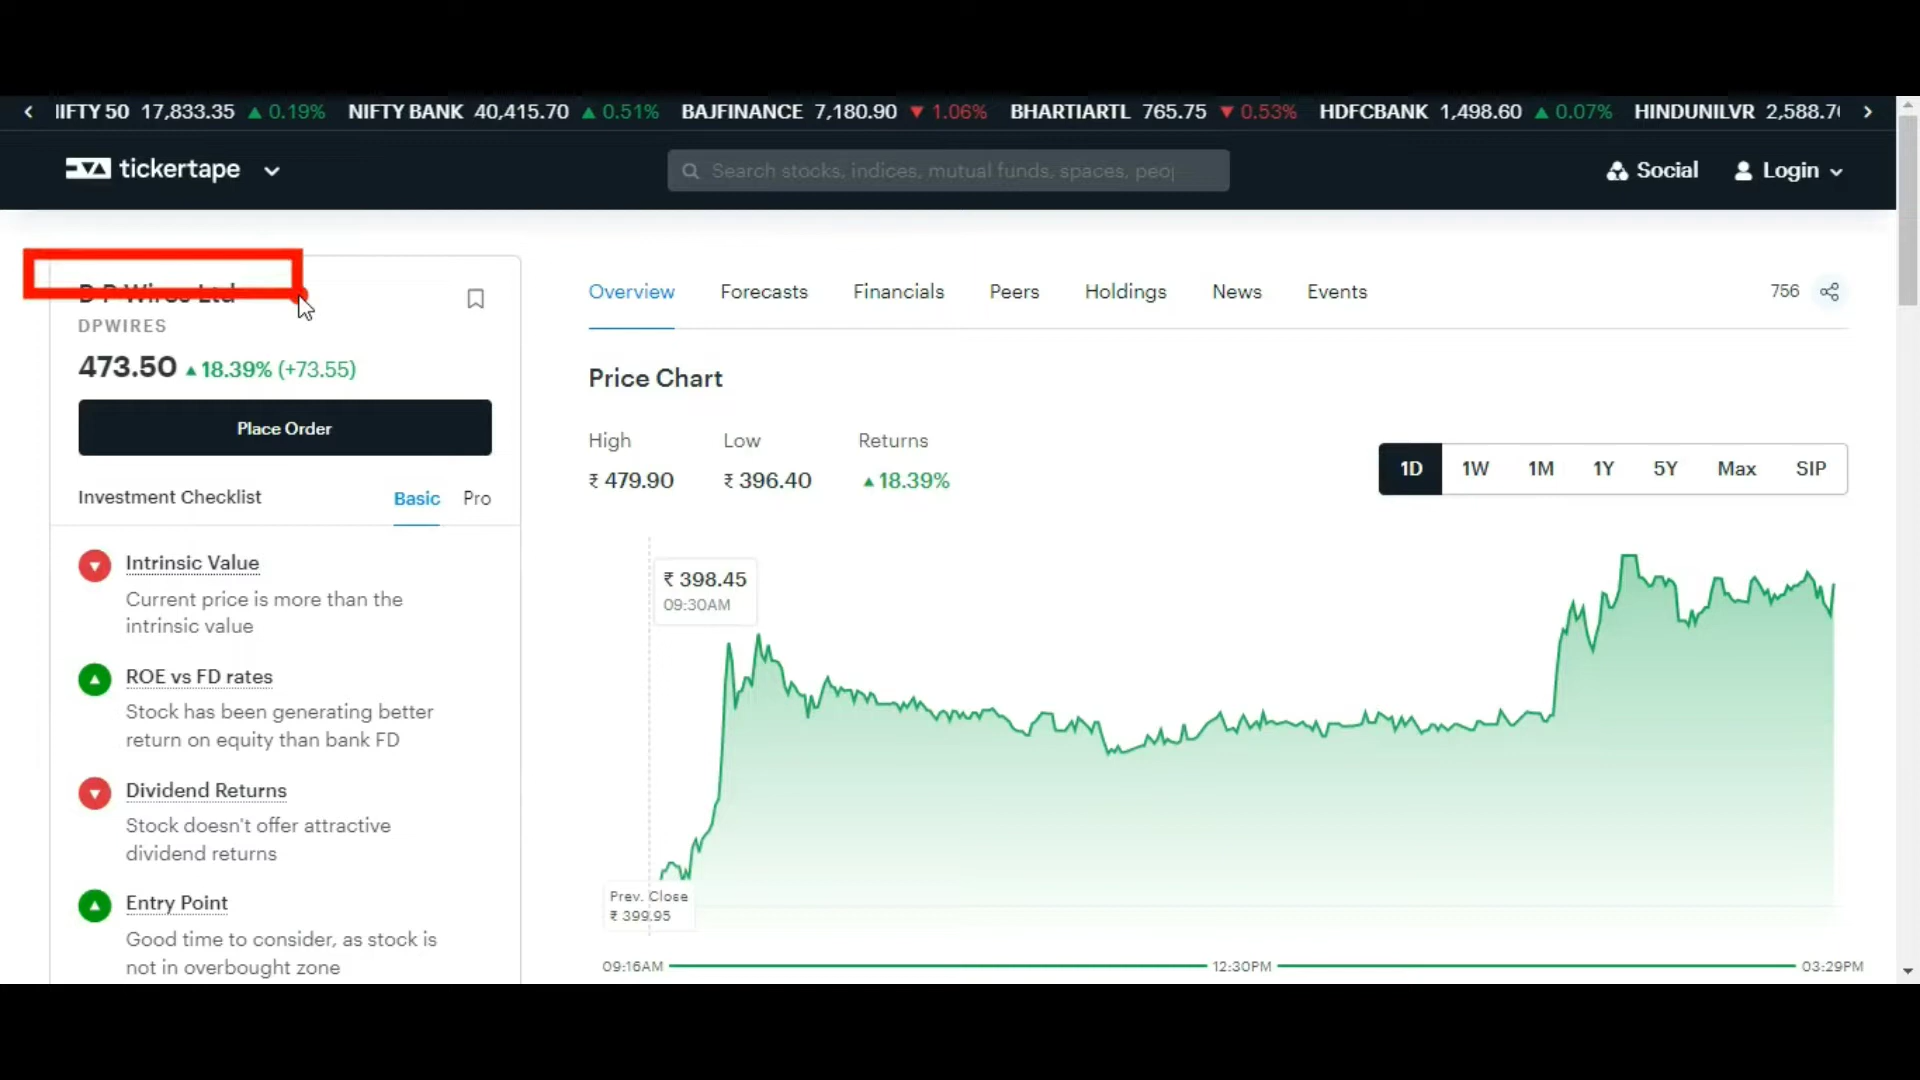 IIFTY 50 17,833.35 ▲ 0.19% NIFTY BANK 40,415.70 ▲ 0.51% BAJFINANCE 7,180.90 ▼ 1.06% BHARTIARTL 765.75 ▼ 0.53% HDFCBANK 1,498.60 ▲ 0.07% HINDUNILVR 2,588.7
tickertape
Search stocks, indices, mutual funds, spaces, peo
Social
Login
D P Wires Ltd
DPWIRES
473.50 ▲ 18.39% (+73.55)
Place Order
Investment Checklist
Basic
Pro
Intrinsic Value
Current price is more than the
intrinsic value
ROE vs FD rates
Stock has been generating better
return on equity than bank FD
Dividend Returns
Stock doesn't offer attractive
dividend returns
Entry Point
Good time to consider, as stock is
not in overbought zone
Overview Forecasts Financials Peers Holdings News Events
756
Price Chart
High Low Returns
₹ 479.90 ₹ 396.40 ▲ 18.39%
1D 1W 1M 1Y 5Y Max SIP
₹ 398.45
09:30AM
Prev. Close
₹ 399.95
09:16AM 12:30PM 03:29PM